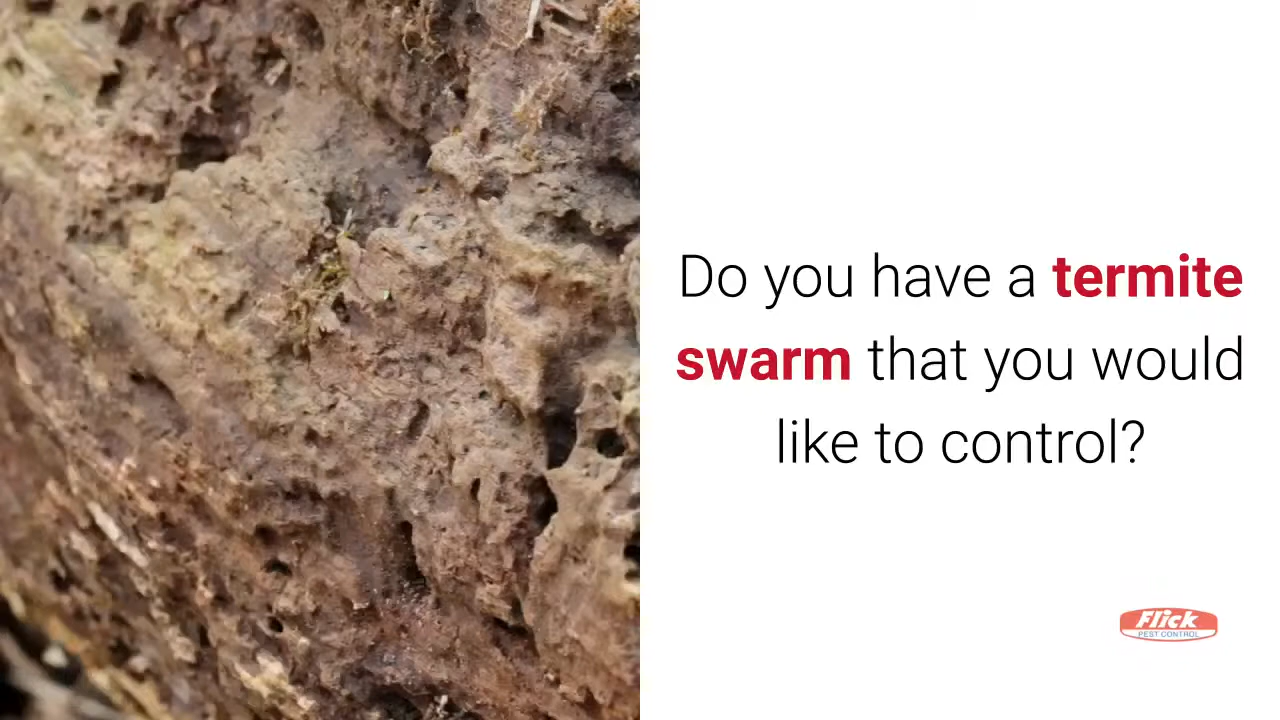 Do you have a termite
swarm that you would
like to control?
Flick
PEST CONTROL